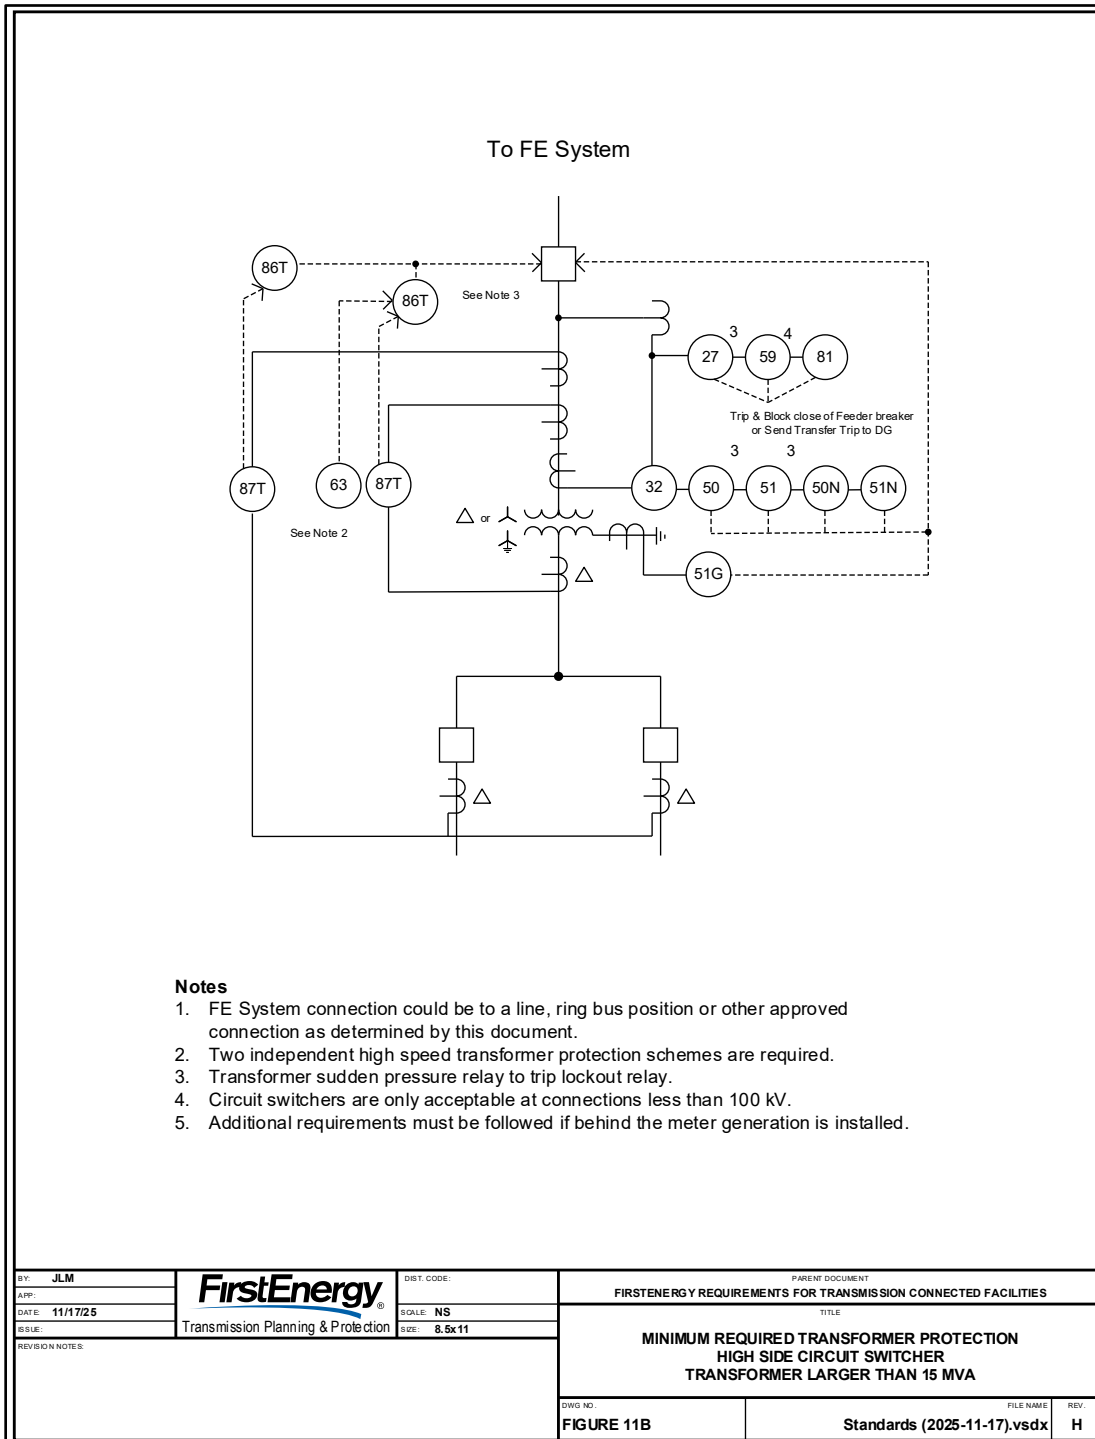 To FE System
86T
86T
See Note 3
3
4
27
59
81
Trip & Block close of Feeder breaker
or Send Transfer Trip to DG
3
3
87T
63
87T
32
50
51
50N
51N
See Note 2
or
51G
Notes
1. FE System connection could be to a line, ring bus position or other approved
connection as determined by this document.
2. Two independent high speed transformer protection schemes are required.
3. Transformer sudden pressure relay to trip lockout relay.
4. Circuit switchers are only acceptable at connections less than 100 kV.
5. Additional requirements must be followed if behind the meter generation is installed.
BY: JLM
APP:
DATE: 11/17/25
ISSUE:
REVISION NOTES:
FirstEnergy®
Transmission Planning & Protection
DIST. CODE:
SCALE: NS
SIZE: 8.5x11
PARENT DOCUMENT
FIRSTENERGY REQUIREMENTS FOR TRANSMISSION CONNECTED FACILITIES
TITLE
MINIMUM REQUIRED TRANSFORMER PROTECTION
HIGH SIDE CIRCUIT SWITCHER
TRANSFORMER LARGER THAN 15 MVA
DWG NO.
FIGURE 11B
FILE NAME
Standards (2025-11-17).vsdx
REV.
H